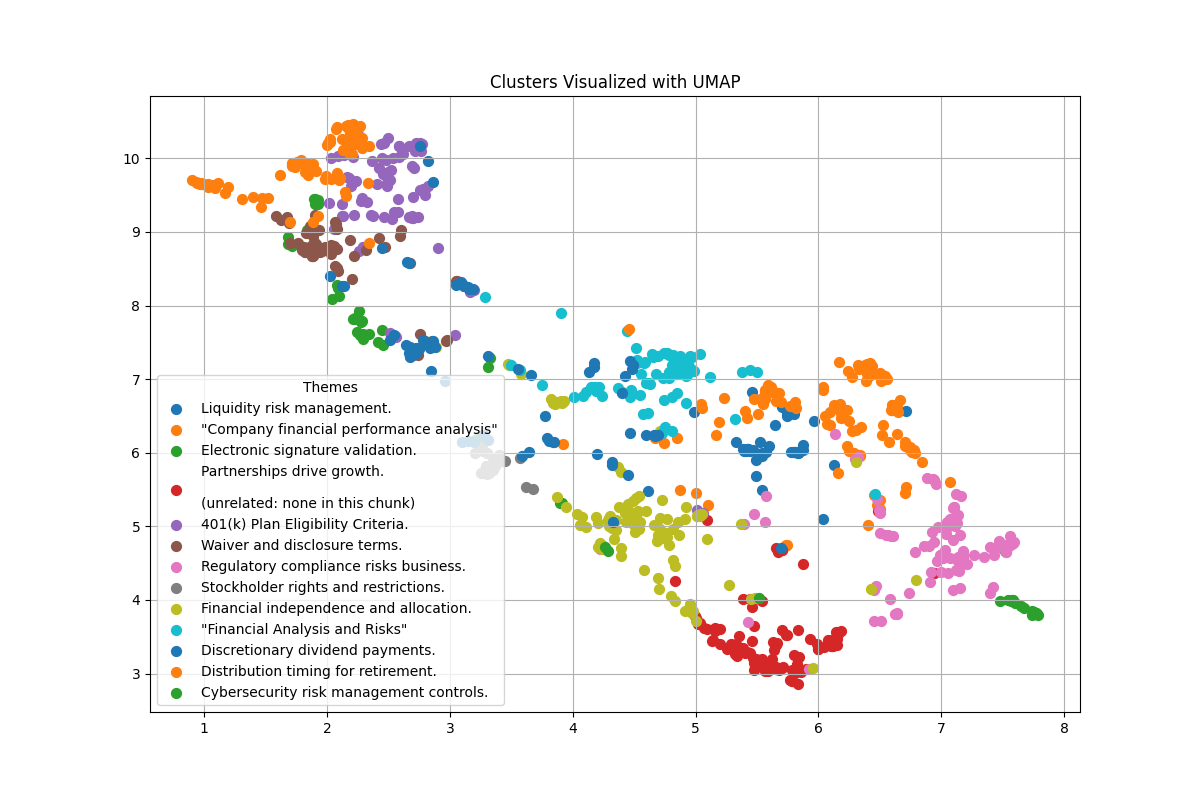 Clusters Visualized with UMAP
10
9
8
7
6
5
4
3
Themes
Liquidity risk management.
"Company financial performance analysis"
Electronic signature validation.
Partnerships drive growth.
(unrelated: none in this chunk)
401(k) Plan Eligibility Criteria.
Waiver and disclosure terms.
Regulatory compliance risks business.
Stockholder rights and restrictions.
Financial independence and allocation.
"Financial Analysis and Risks"
Discretionary dividend payments.
Distribution timing for retirement.
Cybersecurity risk management controls.
1 2 3 4 5 6 7 8